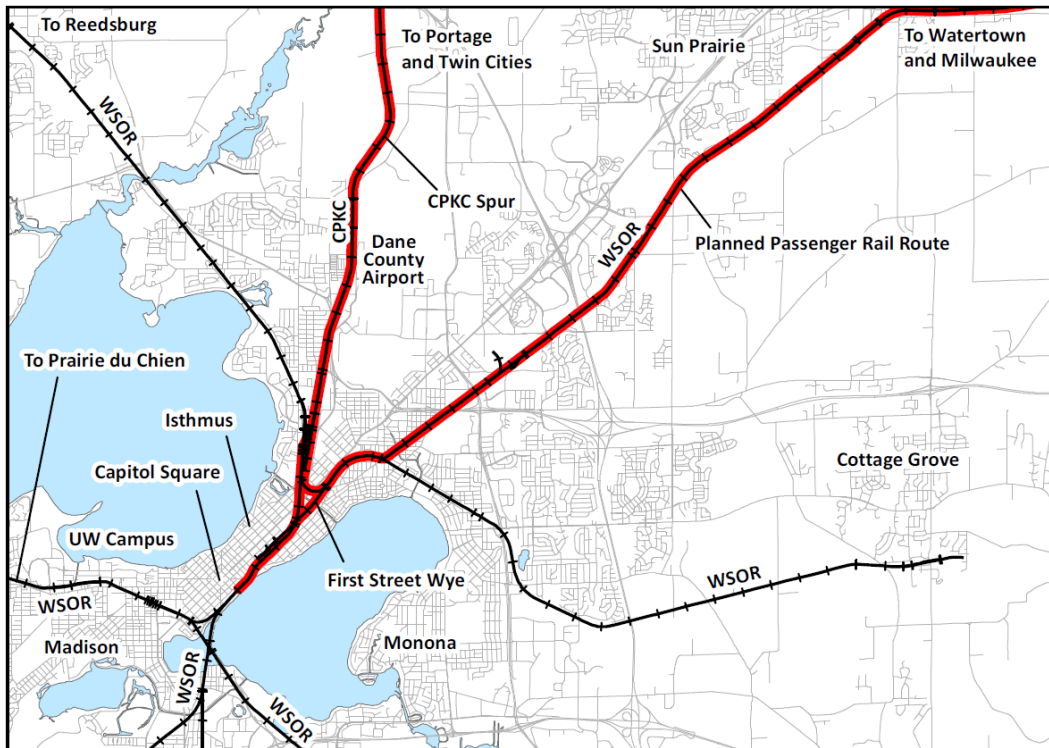 To Reedsburg
To Portage
and Twin Cities
Sun Prairie
To Watertown
and Milwaukee
WSOR
CPKC Spur
CPKC
Dane
County
Airport
WSOR
Planned Passenger Rail Route
To Prairie du Chien
Isthmus
Capitol Square
Cottage Grove
UW Campus
First Street Wye
WSOR
WSOR
Madison
Monona
WSOR
WSOR